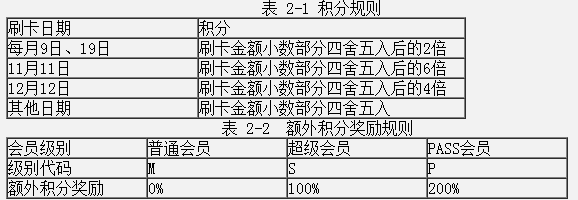 表 2-1 积分规则
刷卡日期 积分
每月9日、19日 刷卡金额小数部分四舍五入后的2倍
11月11日 刷卡金额小数部分四舍五入后的6倍
12月12日 刷卡金额小数部分四舍五入后的4倍
其他日期 刷卡金额小数部分四舍五入
表 2-2 额外积分奖励规则
会员级别 普通会员 超级会员 PASS会员
级别代码 M S P
额外积分奖励 0% 100% 200%